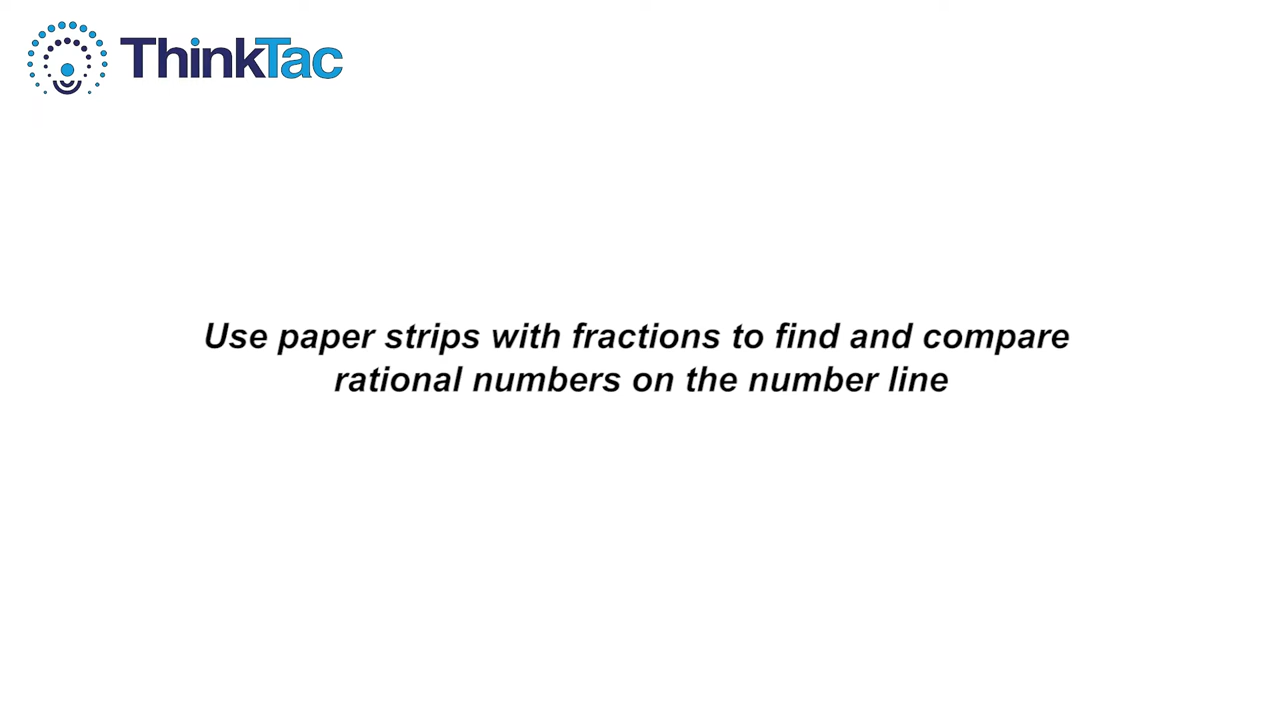 ThinkTac
Use paper strips with fractions to find and compare
rational numbers on the number line